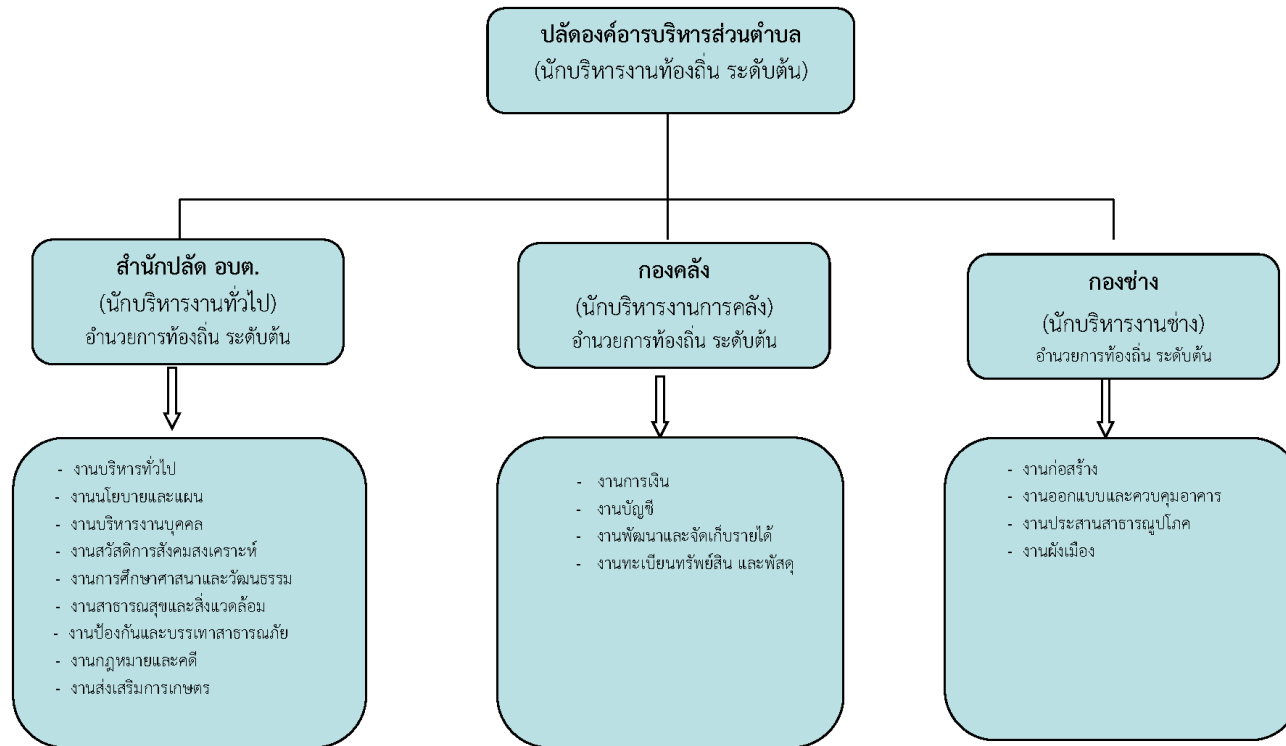 ปลัดองค์อารบริหารส่วนตำบล
(นักบริหารงานท้องถิ่น ระดับต้น)
สำนักปลัด อบต.
(นักบริหารงานทั่วไป)
อำนวยการท้องถิ่น ระดับต้น
กองคลัง
(นักบริหารงานการคลัง)
อำนวยการท้องถิ่น ระดับต้น
กองช่าง
(นักบริหารงานช่าง)
อำนวยการท้องถิ่น ระดับต้น
- งานบริหารทั่วไป
- งานนโยบายและแผน
- งานบริหารงานบุคคล
- งานสวัสดิการสังคมสงเคราะห์
- งานการศึกษาศาสนาและวัฒนธรรม
- งานสาธารณสุขและสิ่งแวดล้อม
- งานป้องกันและบรรเทาสาธารณภัย
- งานกฎหมายและคดี
- งานส่งเสริมการเกษตร
- งานการเงิน
- งานบัญชี
- งานพัฒนาและจัดเก็บรายได้
- งานทะเบียนทรัพย์สิน และพัสดุ
- งานก่อสร้าง
- งานออกแบบและควบคุมอาคาร
- งานประสานสาธารณูปโภค
- งานผังเมือง